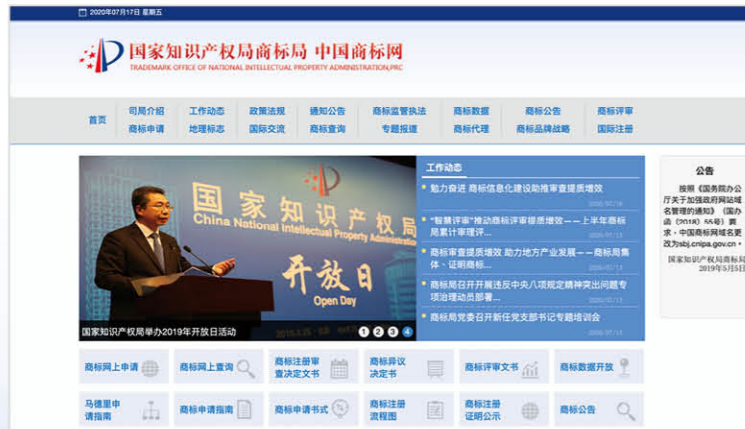 2020年07月17日 星期五
国家知识产权局商标局 中国商标网
TRADEMARK OFFICE OF NATIONAL INTELLECTUAL PROPERTY ADMINISTRATION,PRC
首页
司局介绍 工作动态 政策法规 通知公告 商标监管执法 商标数据 商标公告 商标评审
商标申请 地理标志 国际交流 商标查询 专题报道 商标代理 商标品牌战略 国际注册
国家知识产权局
China National Intellectual Property Administration
开放日
Open Day
国家知识产权局举办2019年开放日活动
1 2 3 4
工作动态
勠力奋进 商标信息化建设助推审查提质增效
“智慧评审”推动商标评审提质增效——上半年商标
局累计审理评...
商标审查提质增效 助力地方产业发展——商标局集
体、证明商标...
商标局召开开展违反中央八项规定精神突出问题专
项治理动员部署...
商标局党委召开新任党支部书记专题培训会
公告
按照《国务院办公
厅关于加强政府网站域
名管理的通知》（国办
函〔2018〕55号）要
求，中国商标网域名更
改为sbj.cnipa.gov.cn。
国家知识产权局商标局
2019年5月5日
商标网上申请
商标网上查询
商标注册审
查决定文书
商标异议
决定书
商标评审文书
商标数据开放
马德里申
请指南
商标申请指南
商标申请书式
商标注册
流程图
商标注册
证明公示
商标公告